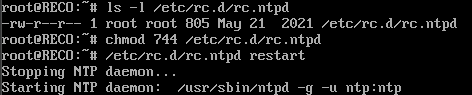 root@RECO:~# ls -l /etc/rc.d/rc.ntpd
-rw-r--r-- 1 root root 805 May 21  2021 /etc/rc.d/rc.ntpd
root@RECO:~# chmod 744 /etc/rc.d/rc.ntpd
root@RECO:~# /etc/rc.d/rc.ntpd restart
Stopping NTP daemon...
Starting NTP daemon:  /usr/sbin/ntpd -g -u ntp:ntp